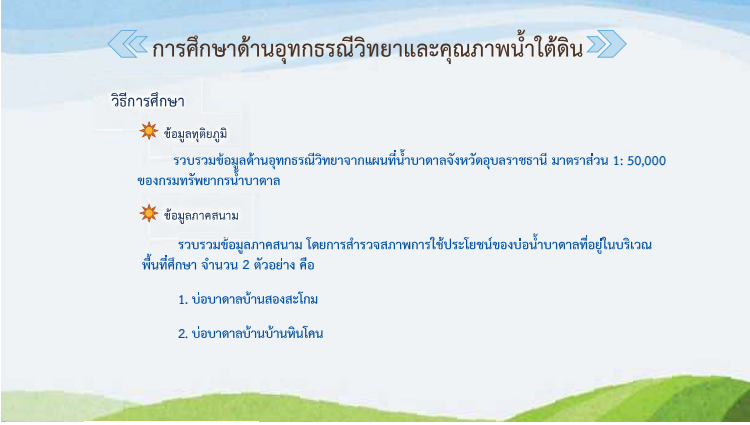 การศึกษาด้านอุทกธรณีวิทยาและคุณภาพน้ำใต้ดิน
วิธีการศึกษา
ข้อมูลทุติยภูมิ
รวบรวมข้อมูลด้านอุทกธรณีวิทยาจากแผนที่น้ำบาดาลจังหวัดอุบลราชธานี มาตราส่วน 1: 50,000
ของกรมทรัพยากรน้ำบาดาล
ข้อมูลภาคสนาม
รวบรวมข้อมูลภาคสนาม โดยการสำรวจสภาพการใช้ประโยชน์ของบ่อน้ำบาดาลที่อยู่ในบริเวณ
พื้นที่ศึกษา จำนวน 2 ตัวอย่าง คือ
1. บ่อบาดาลบ้านสองสะโกม
2. บ่อบาดาลบ้านบ้านหินโคน